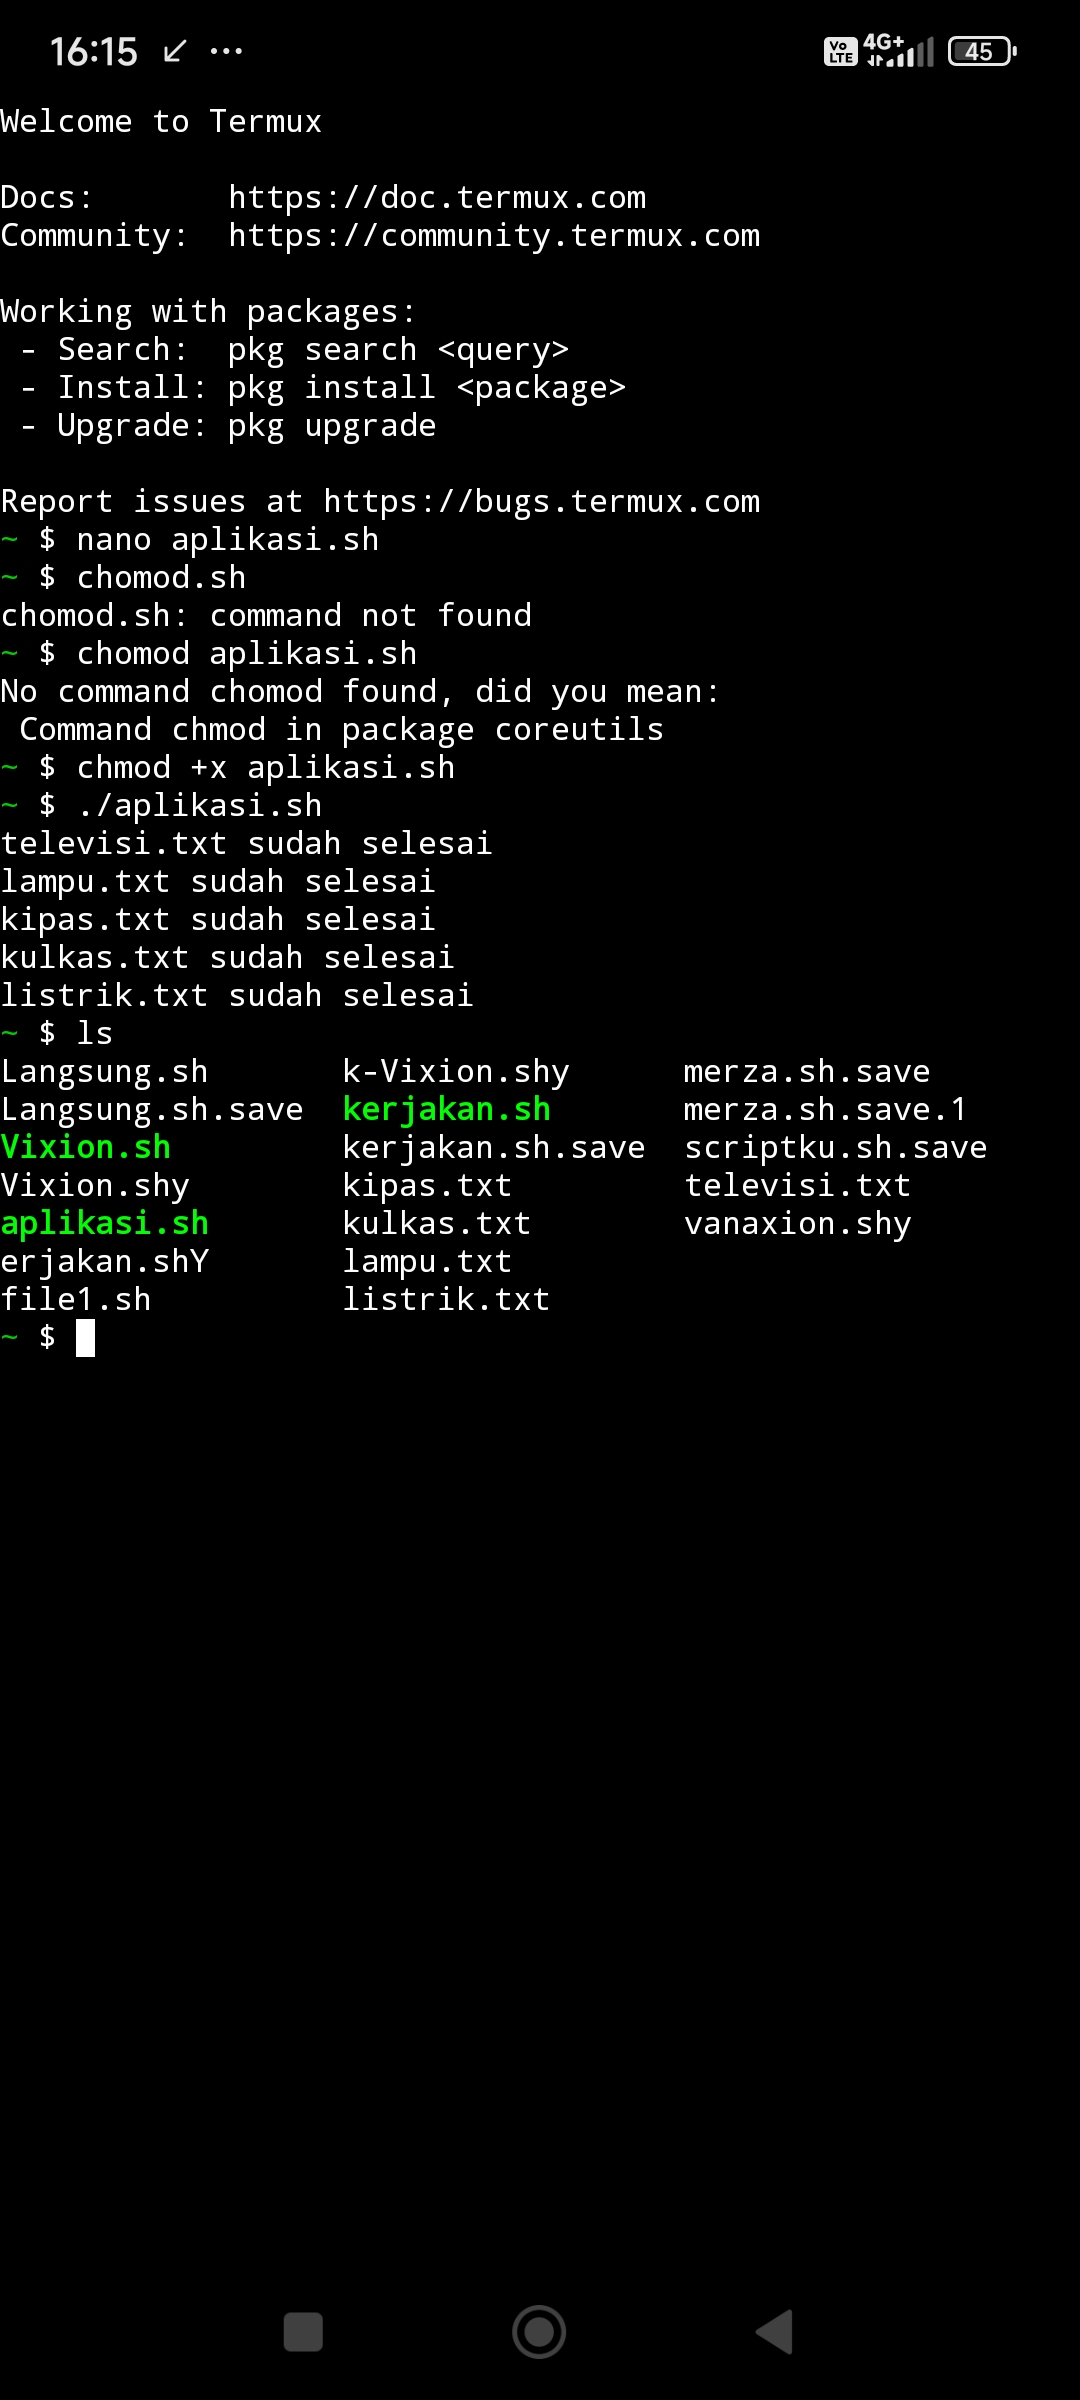 16:15
Vo LTE 4G+ 45
Welcome to Termux
Docs:       https://doc.termux.com
Community:  https://community.termux.com
Working with packages:
 - Search:  pkg search <query>
 - Install: pkg install <package>
 - Upgrade: pkg upgrade
Report issues at https://bugs.termux.com
~ $ nano aplikasi.sh
~ $ chomod.sh
chomod.sh: command not found
~ $ chomod aplikasi.sh
No command chomod found, did you mean:
 Command chmod in package coreutils
~ $ chmod +x aplikasi.sh
~ $ ./aplikasi.sh
televisi.txt sudah selesai
lampu.txt sudah selesai
kipas.txt sudah selesai
kulkas.txt sudah selesai
listrik.txt sudah selesai
~ $ ls
Langsung.sh       k-Vixion.shy      merza.sh.save
Langsung.sh.save  kerjakan.sh       merza.sh.save.1
Vixion.sh         kerjakan.sh.save  scriptku.sh.save
Vixion.shy        kipas.txt         televisi.txt
aplikasi.sh       kulkas.txt        vanaxion.shy
erjakan.shY       lampu.txt
file1.sh          listrik.txt
~ $